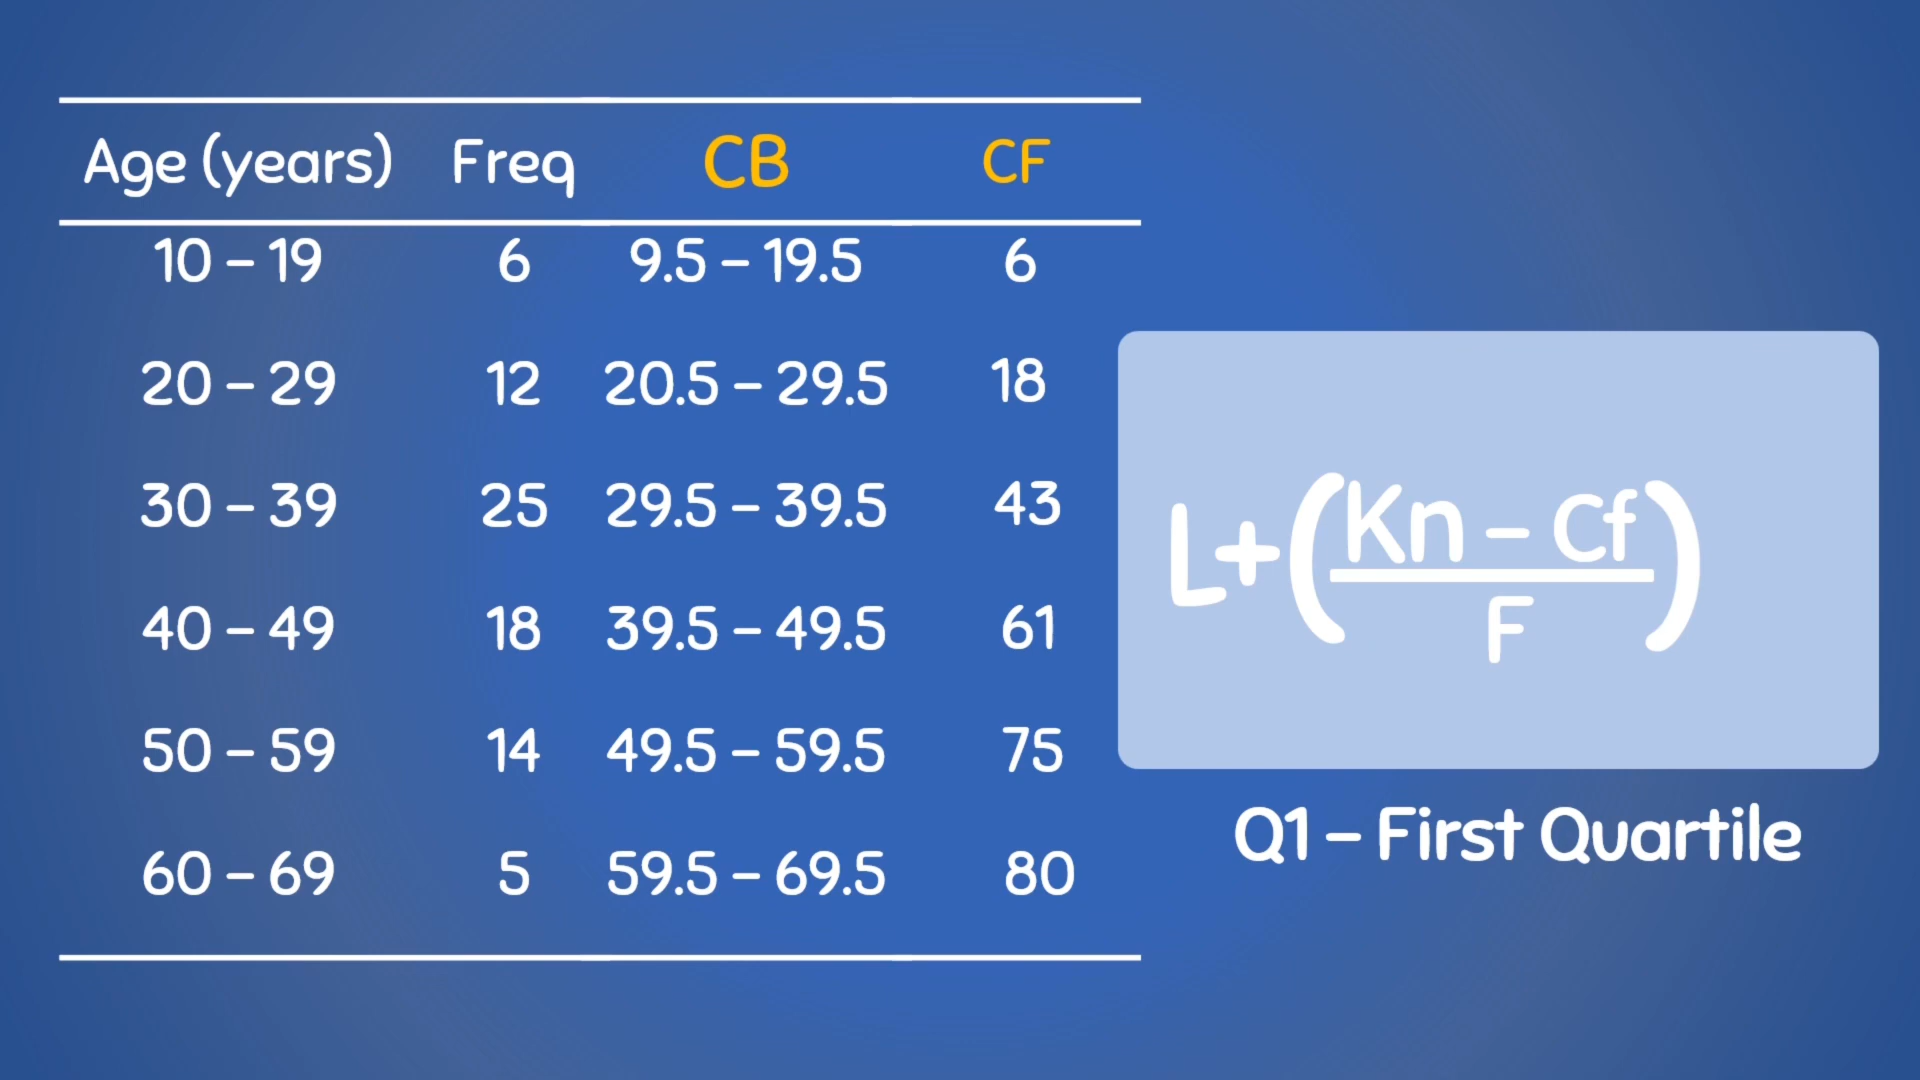 Age (years) Freq CB CF
10 – 19 6 9.5 – 19.5 6
20 – 29 12 20.5 – 29.5 18
30 – 39 25 29.5 – 39.5 43
40 – 49 18 39.5 – 49.5 61
50 – 59 14 49.5 – 59.5 75
60 – 69 5 59.5 – 69.5 80
L+(Kn – Cf
F)
Q1 – First Quartile